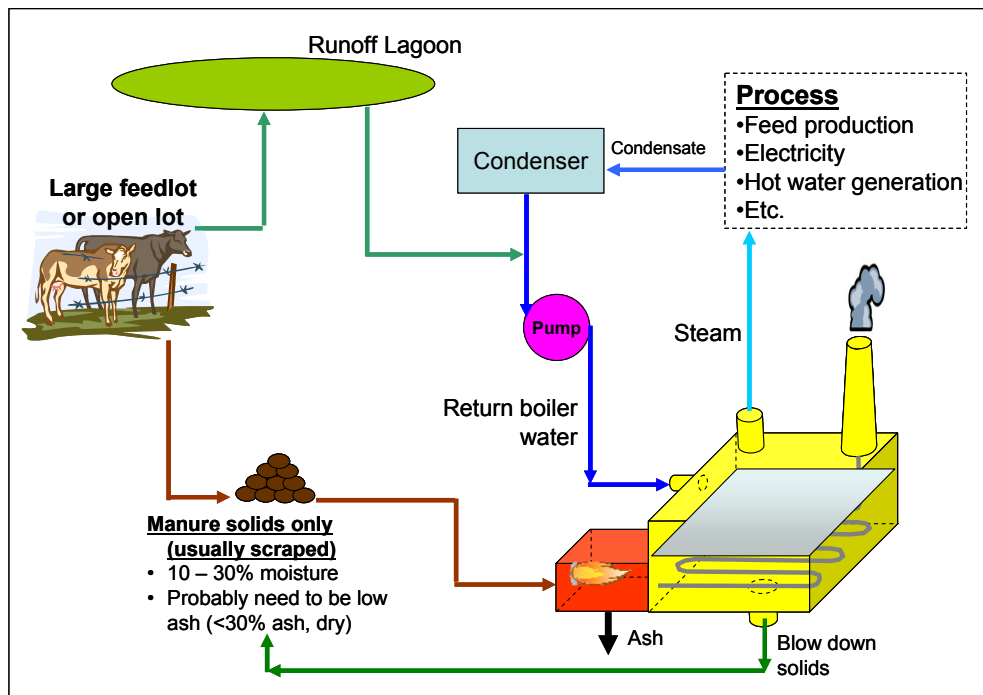 Runoff Lagoon
Process
•Feed production
•Electricity
•Hot water generation
•Etc.
Condensate
Condenser
Large feedlot
or open lot
Pump
Steam
Return boiler
water
Manure solids only
(usually scraped)
• 10 – 30% moisture
• Probably need to be low
ash (<30% ash, dry)
Ash
Blow down
solids